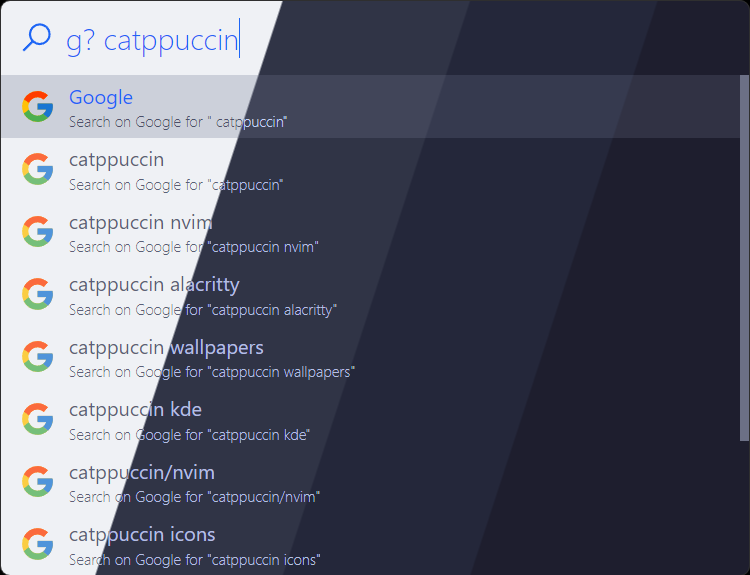 g? catppuccin
Google
Search on Google for " catppuccin"
catppuccin
Search on Google for "catppuccin"
catppuccin nvim
Search on Google for "catppuccin nvim"
catppuccin alacritty
Search on Google for "catppuccin alacritty"
catppuccin wallpapers
Search on Google for "catppuccin wallpapers"
catppuccin kde
Search on Google for "catppuccin kde"
catppuccin/nvim
Search on Google for "catppuccin/nvim"
catppuccin icons
Search on Google for "catppuccin icons"